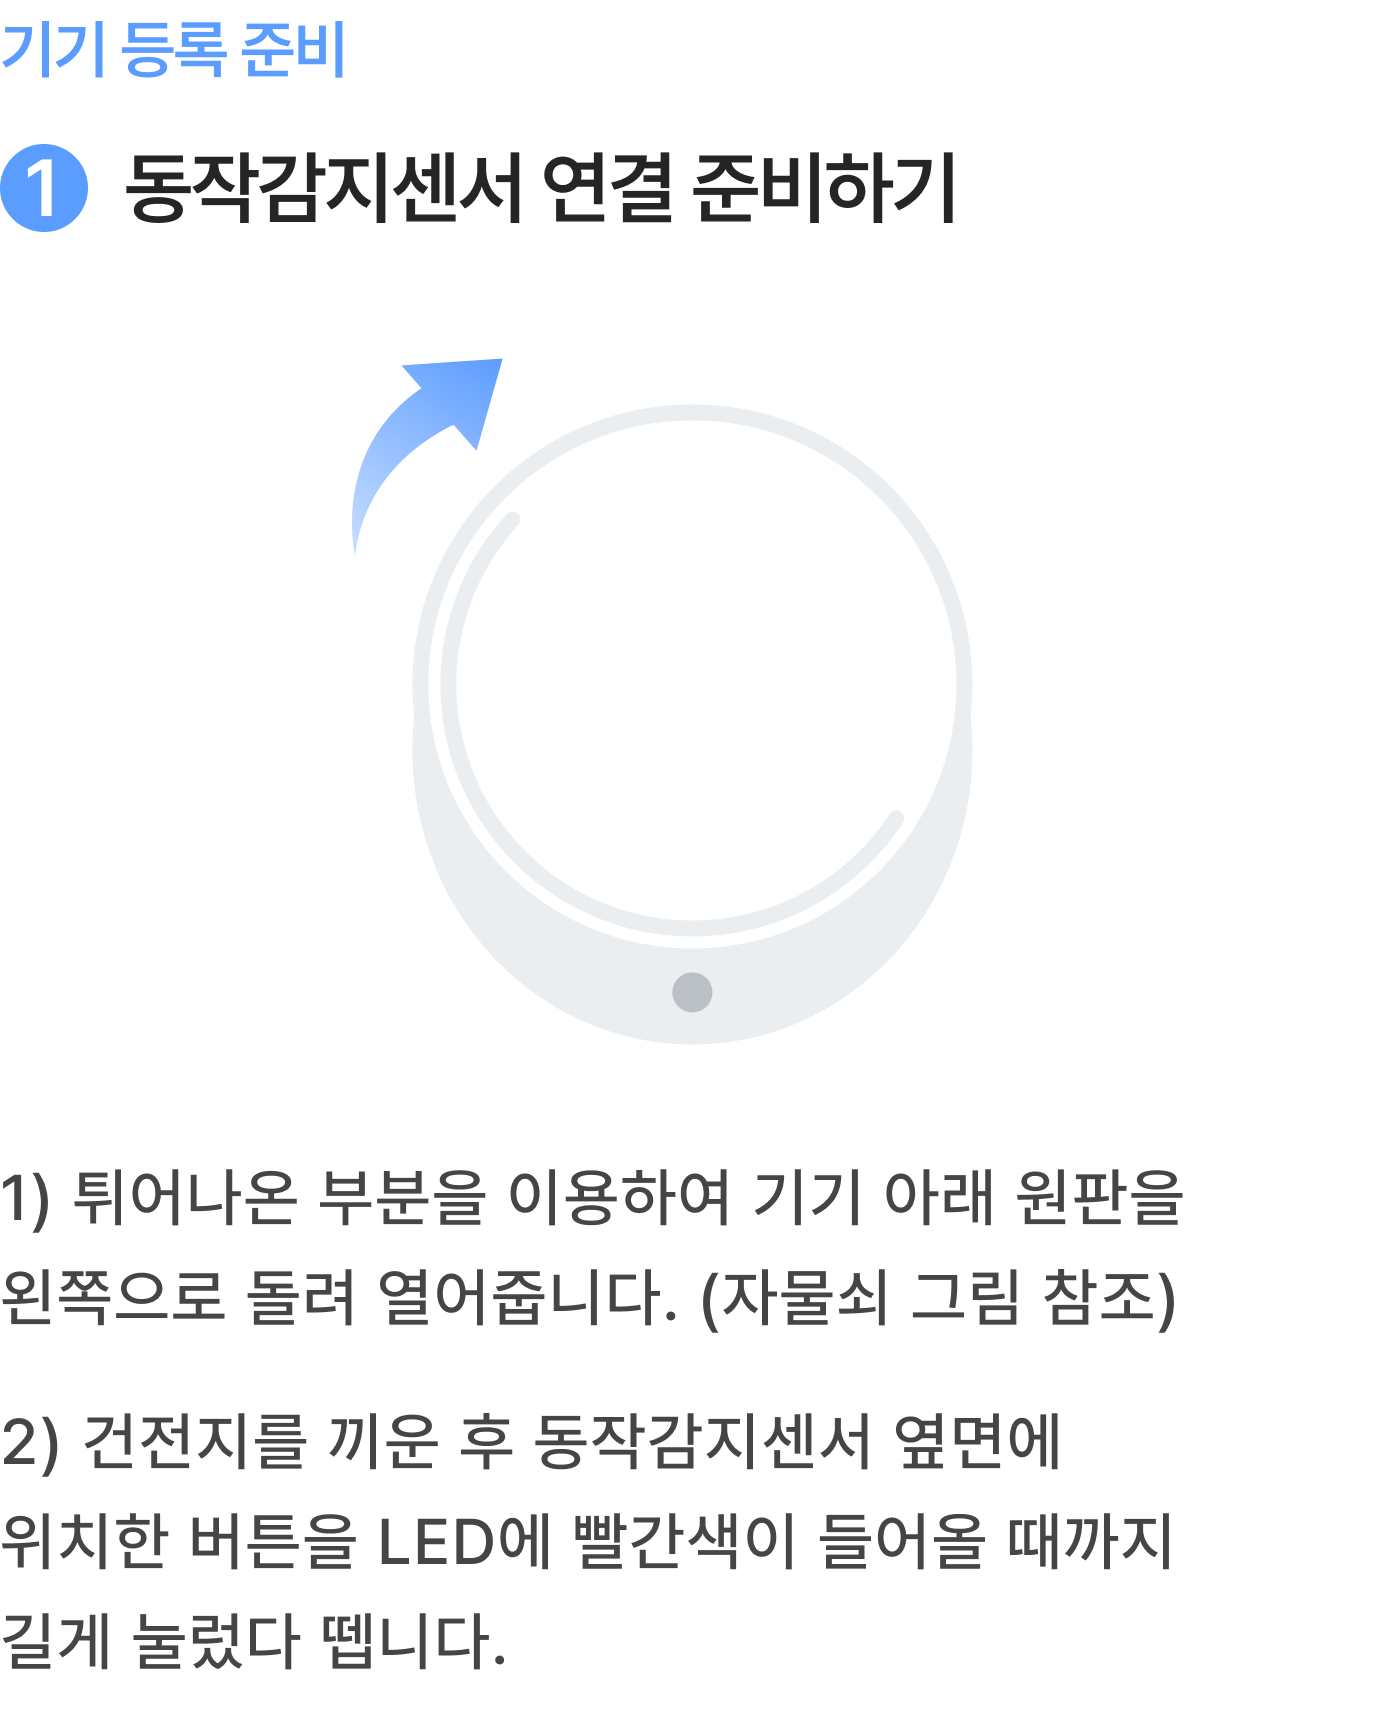 기기 등록 준비
1 동작감지센서 연결 준비하기
1) 튀어나온 부분을 이용하여 기기 아래 원판을
왼쪽으로 돌려 열어줍니다. (자물쇠 그림 참조)
2) 건전지를 끼운 후 동작감지센서 옆면에
위치한 버튼을 LED에 빨간색이 들어올 때까지
길게 눌렀다 뗍니다.